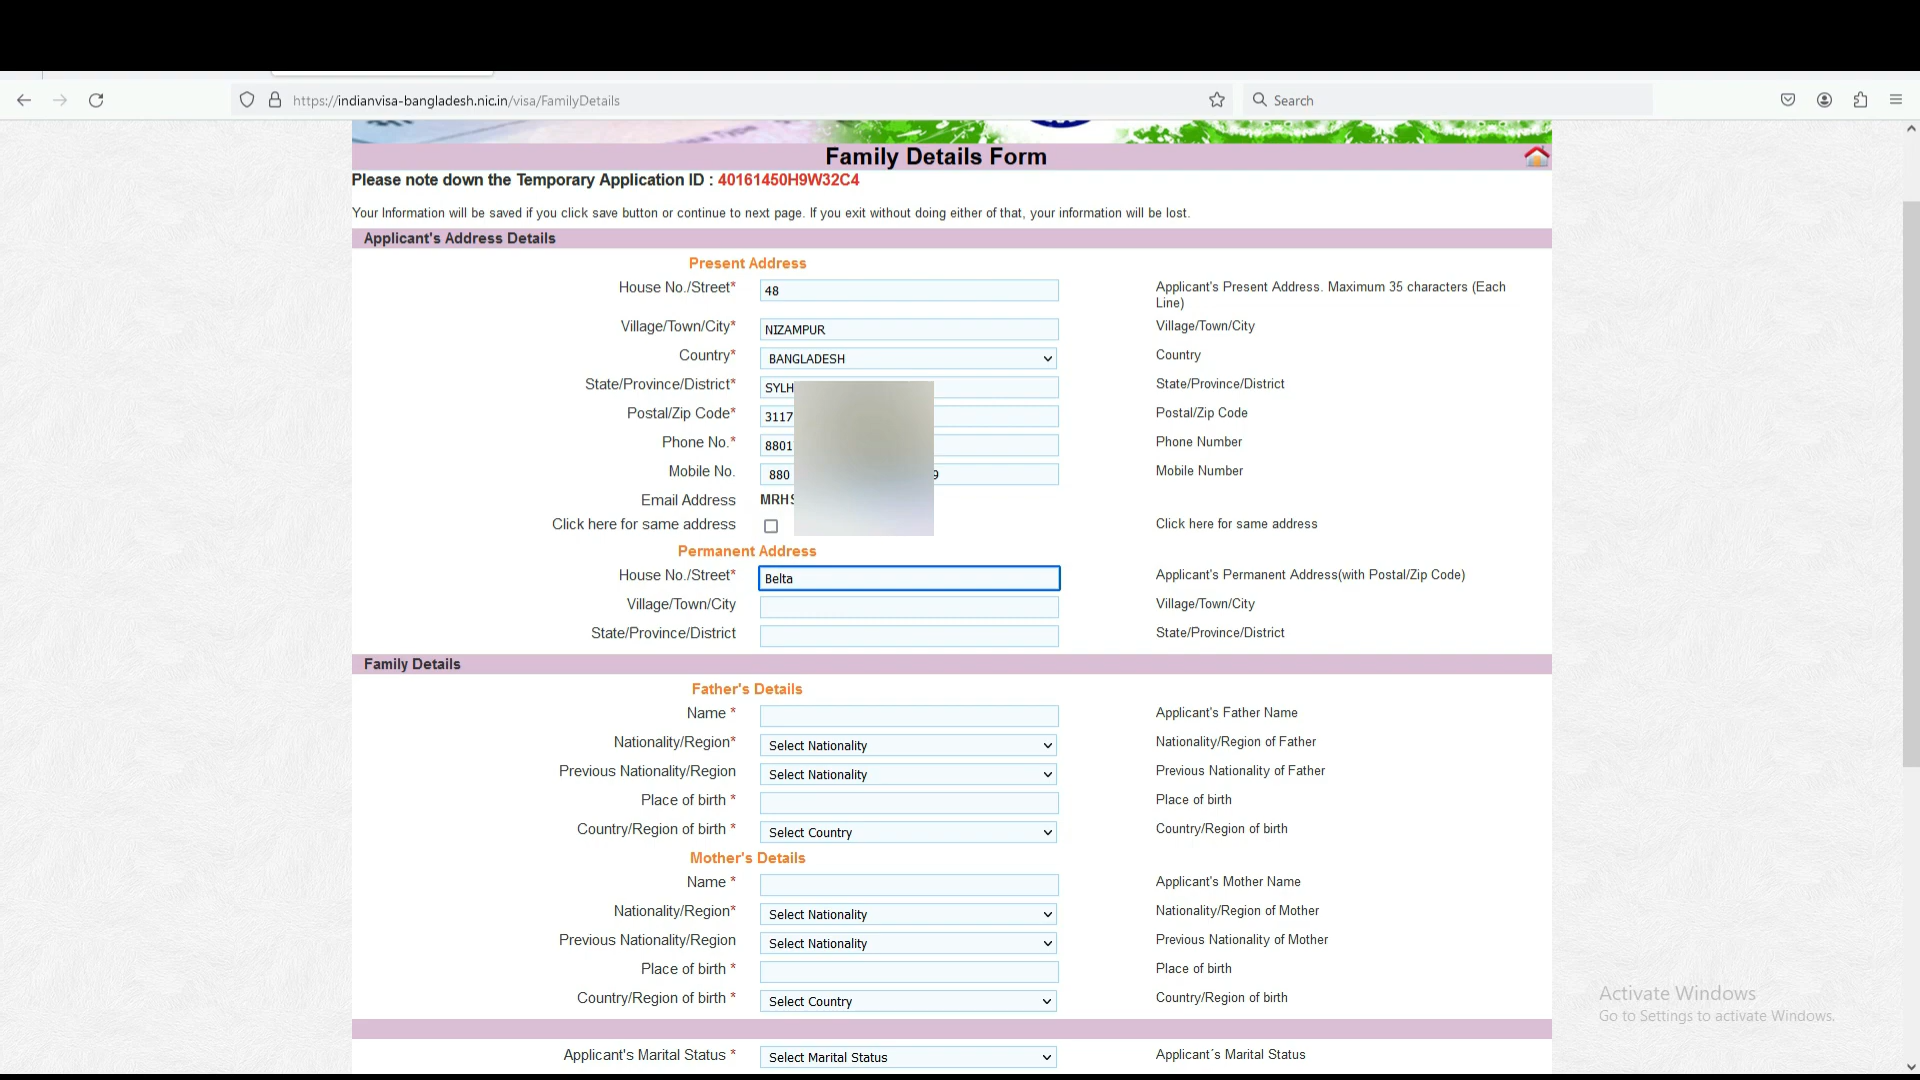 https://indianvisa-bangladesh.nic.in/visa/FamilyDetails
Search
Family Details Form
Please note down the Temporary Application ID : 40161450H9W32C4
Your Information will be saved if you click save button or continue to next page. If you exit without doing either of that, your information will be lost.
Applicant's Address Details
Present Address
House No./Street* 48 Applicant's Present Address. Maximum 35 characters (Each Line)
Village/Town/City* NIZAMPUR Village/Town/City
Country* BANGLADESH Country
State/Province/District* SYLH State/Province/District
Postal/Zip Code* 3117 Postal/Zip Code
Phone No.* 8801 Phone Number
Mobile No. 880 9 Mobile Number
Email Address MRHS
Click here for same address Click here for same address
Permanent Address
House No./Street* Belta Applicant's Permanent Address(with Postal/Zip Code)
Village/Town/City Village/Town/City
State/Province/District State/Province/District
Family Details
Father's Details
Name * Applicant's Father Name
Nationality/Region* Select Nationality Nationality/Region of Father
Previous Nationality/Region Select Nationality Previous Nationality of Father
Place of birth * Place of birth
Country/Region of birth * Select Country Country/Region of birth
Mother's Details
Name * Applicant's Mother Name
Nationality/Region* Select Nationality Nationality/Region of Mother
Previous Nationality/Region Select Nationality Previous Nationality of Mother
Place of birth * Place of birth
Country/Region of birth * Select Country Country/Region of birth
Activate Windows
Go to Settings to activate Windows.
Applicant's Marital Status * Select Marital Status Applicant´s Marital Status